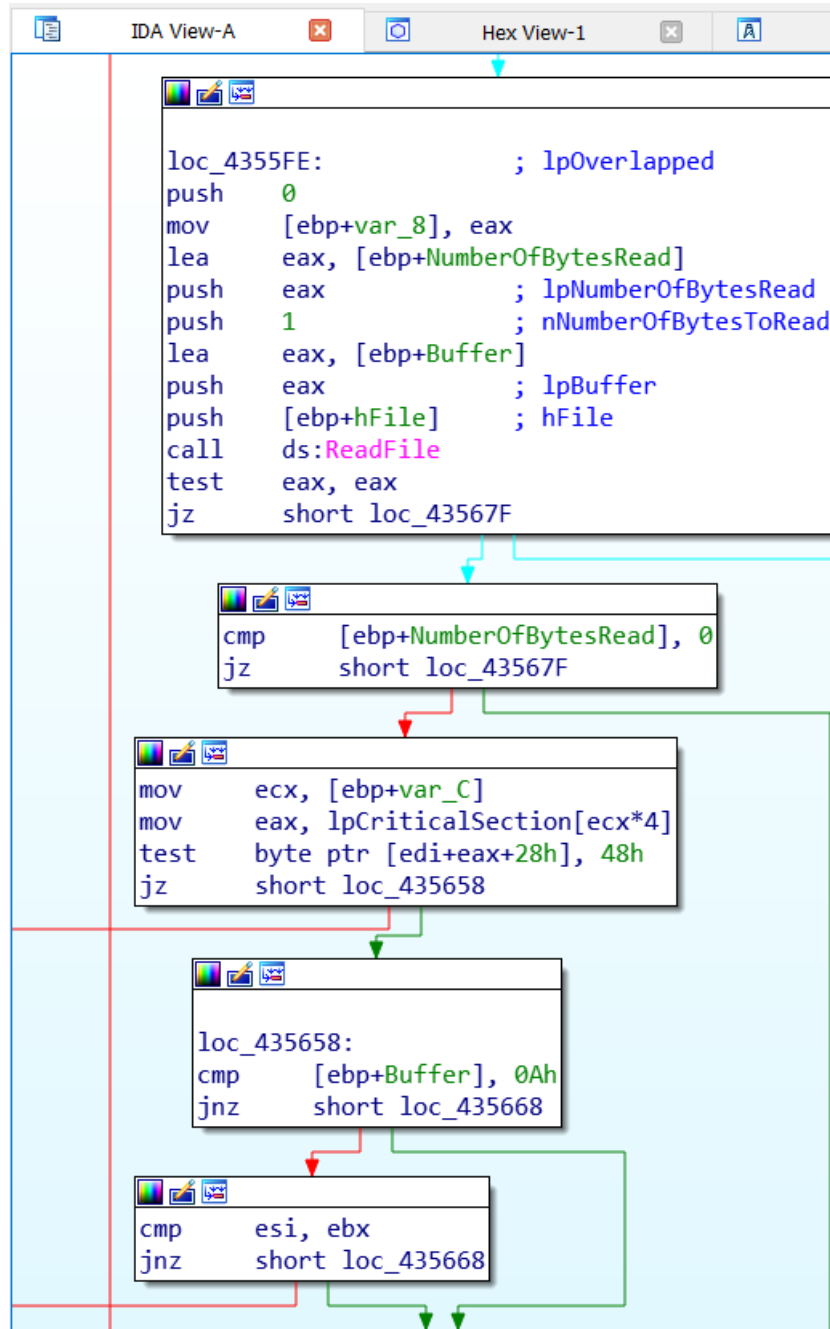 IDA View-A Hex View-1
loc_4355FE: ; lpOverlapped
push 0
mov [ebp+var_8], eax
lea eax, [ebp+NumberOfBytesRead]
push eax ; lpNumberOfBytesRead
push 1 ; nNumberOfBytesToRead
lea eax, [ebp+Buffer]
push eax ; lpBuffer
push [ebp+hFile] ; hFile
call ds:ReadFile
test eax, eax
jz short loc_43567F
cmp [ebp+NumberOfBytesRead], 0
jz short loc_43567F
mov ecx, [ebp+var_C]
mov eax, lpCriticalSection[ecx*4]
test byte ptr [edi+eax+28h], 48h
jz short loc_435658
loc_435658:
cmp [ebp+Buffer], 0Ah
jnz short loc_435668
cmp esi, ebx
jnz short loc_435668